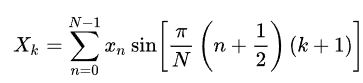 X_k = \sum_{n=0}^{N-1} x_n \sin\left[\frac{\pi}{N}\left(n+\frac{1}{2}\right)(k+1)\right]